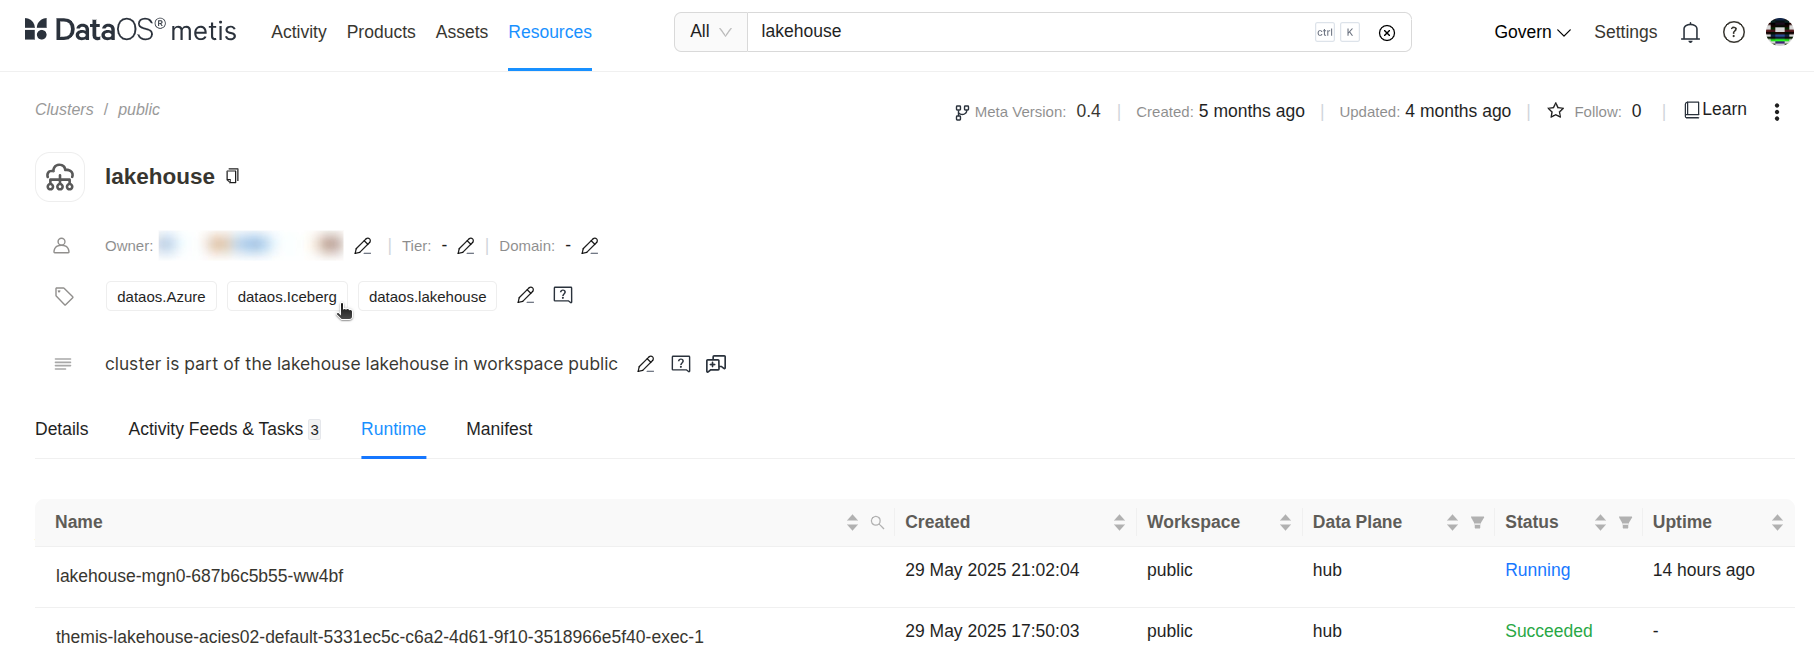 DataOS® metis Activity Products Assets Resources All lakehouse ctrl K Govern Settings
Clusters / public Meta Version: 0.4 | Created: 5 months ago | Updated: 4 months ago | Follow: 0 | Learn
lakehouse
Owner: | Tier: - | Domain: -
dataos.Azure dataos.Iceberg dataos.lakehouse
cluster is part of the lakehouse lakehouse in workspace public
Details Activity Feeds & Tasks 3 Runtime Manifest
Name Created Workspace Data Plane Status Uptime
lakehouse-mgn0-687b6c5b55-ww4bf 29 May 2025 21:02:04 public hub Running 14 hours ago
themis-lakehouse-acies02-default-5331ec5c-c6a2-4d61-9f10-3518966e5f40-exec-1 29 May 2025 17:50:03 public hub Succeeded -